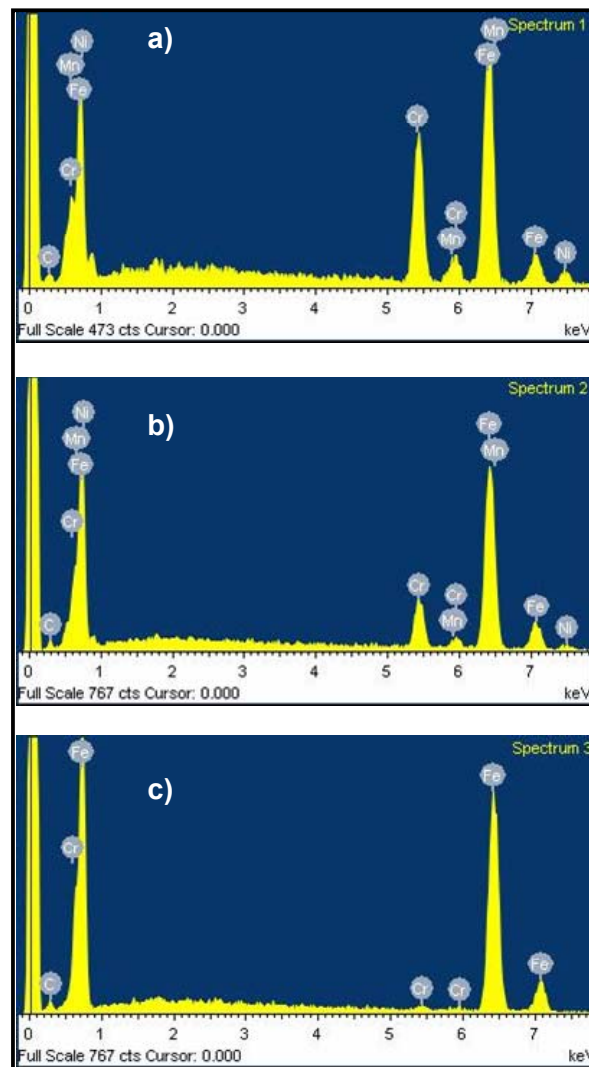 a)
Spectrum 1
Ni
Mn
Mn
Fe
Fe
Cr
Cr
C
Cr
Mn
Fe
Ni
0 1 2 3 4 5 6 7
Full Scale 473 cts Cursor: 0.000 keV
b)
Spectrum 2
Ni
Mn
Fe
Cr
C
Fe
Mn
Cr
Cr
Mn
Fe
Ni
0 1 2 3 4 5 6 7
Full Scale 767 cts Cursor: 0.000 keV
c)
Spectrum 3
Fe
Cr
C
Fe
Cr
Cr
Fe
0 1 2 3 4 5 6 7
Full Scale 767 cts Cursor: 0.000 keV